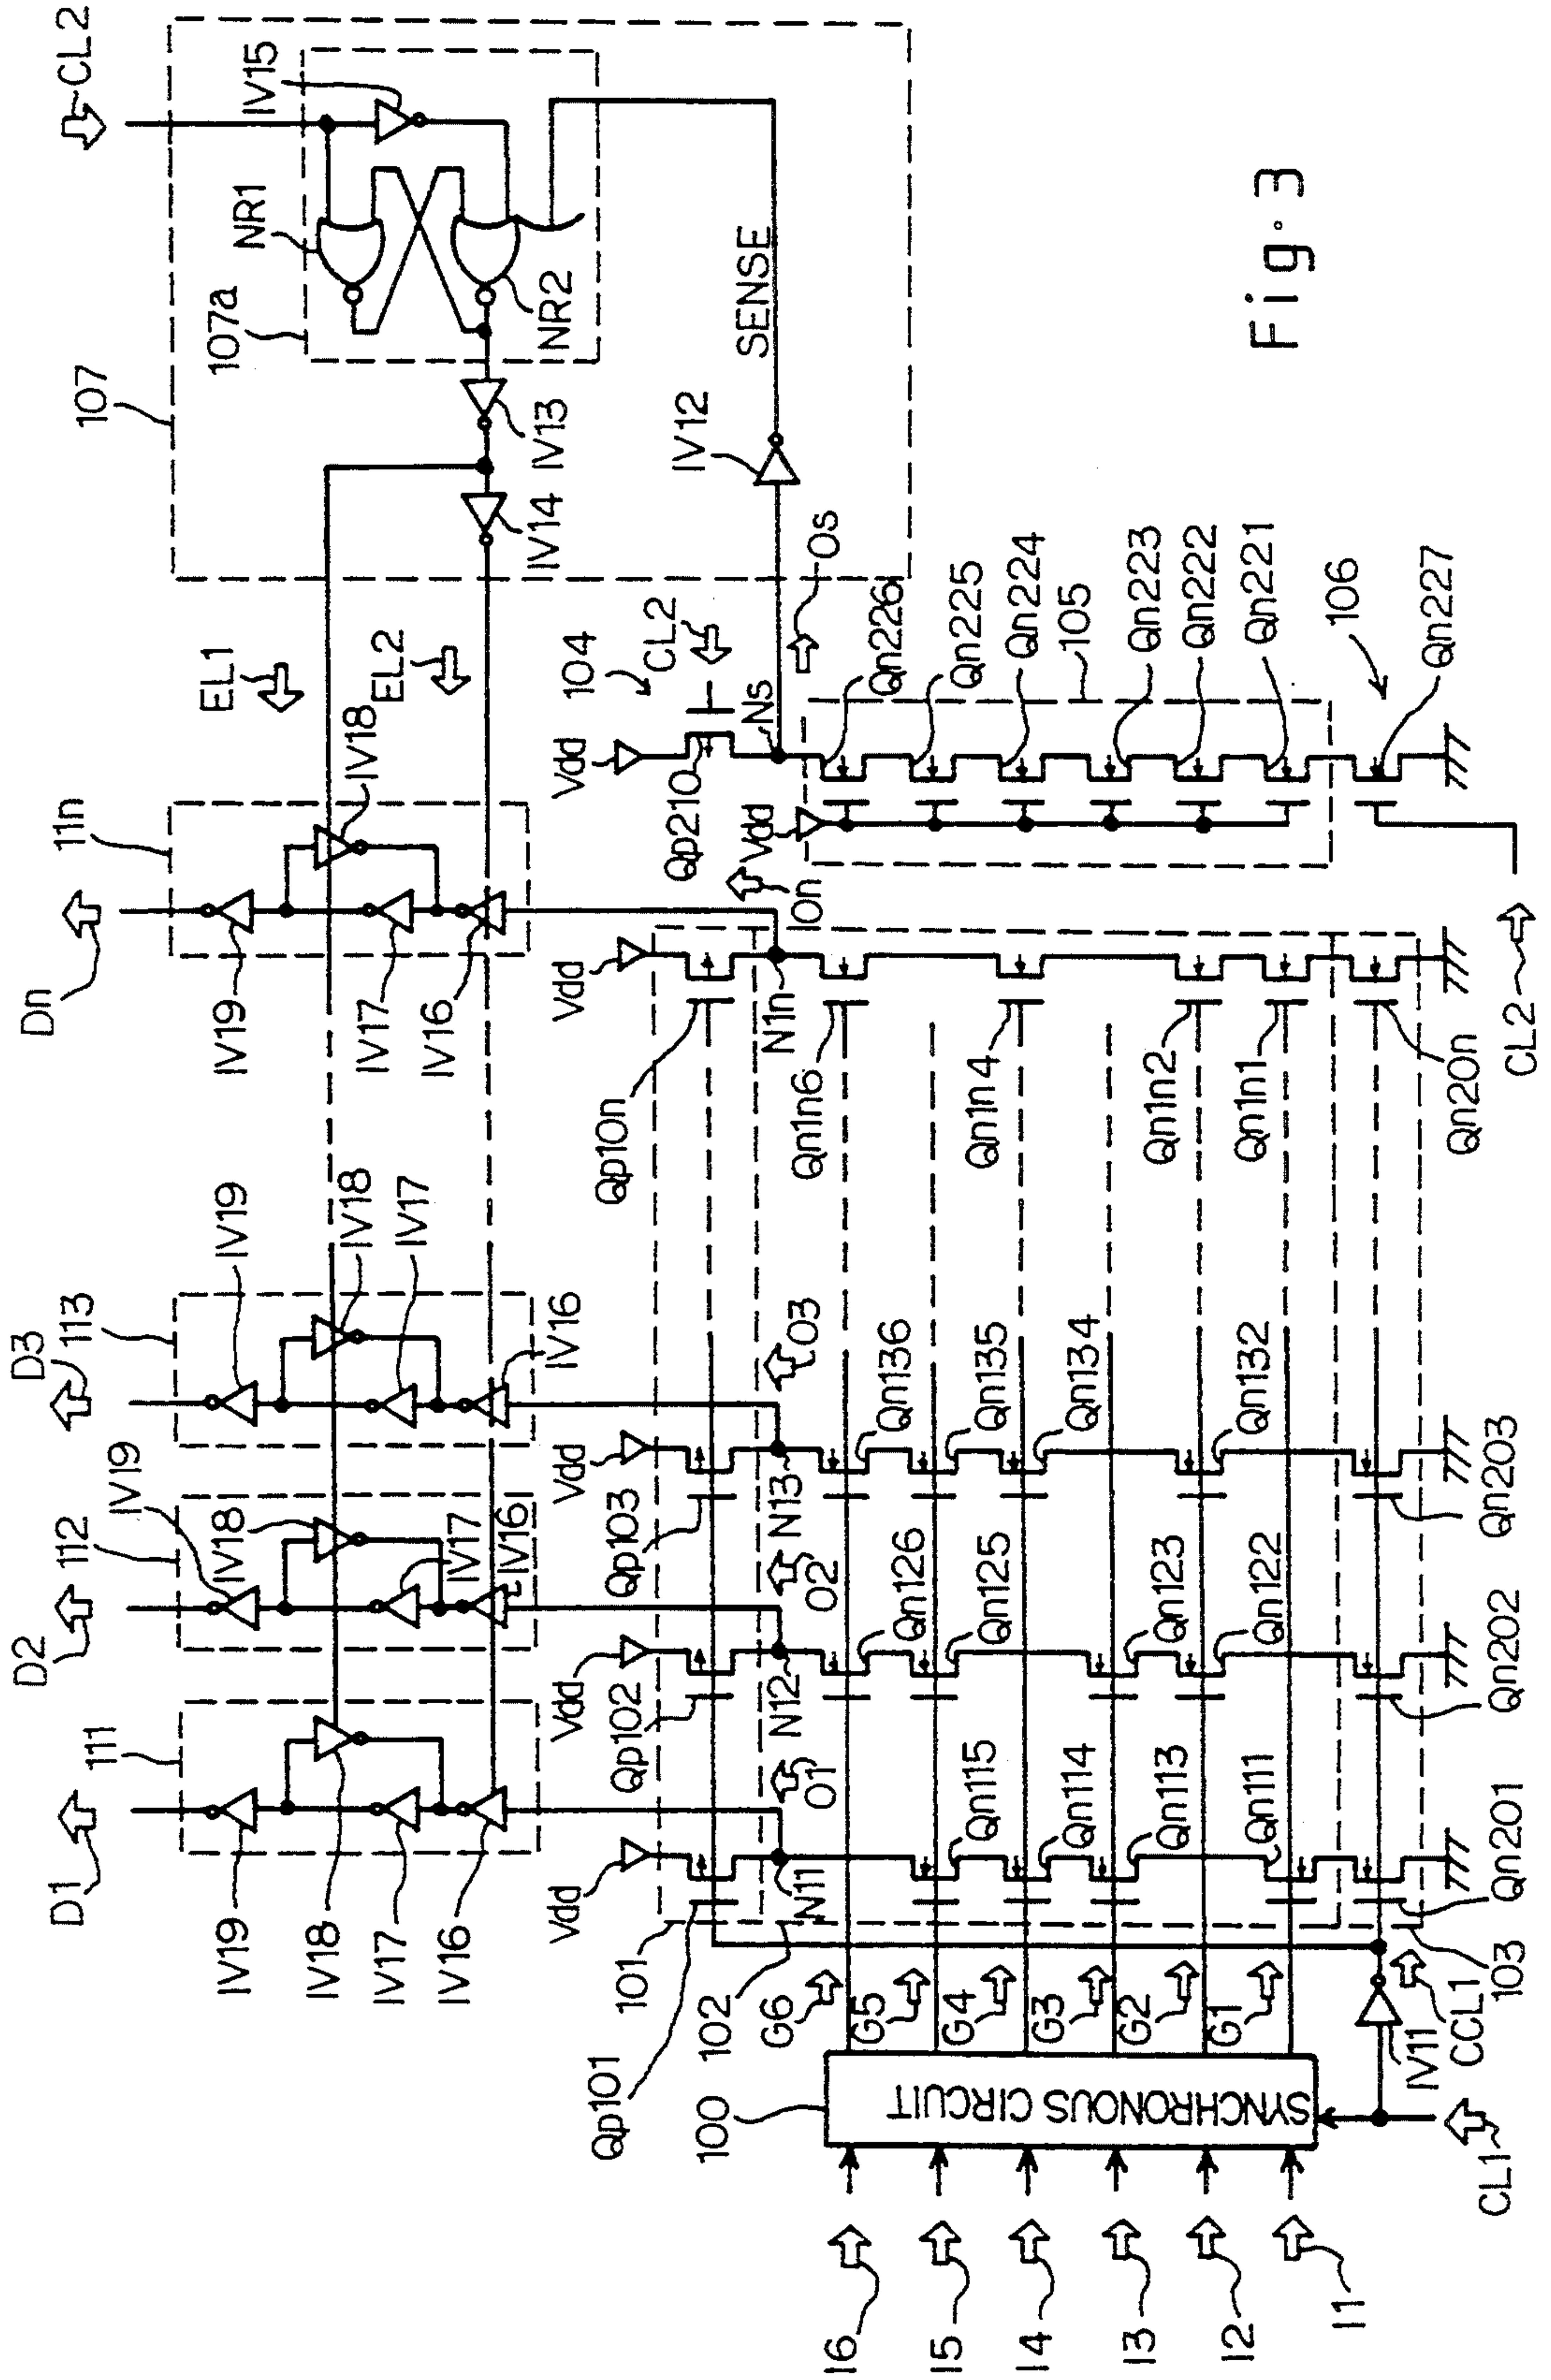 CL2
107
107a
NR1
IV15
NR2
IV13
IV14
SENSE
IV12
Os
EL1
EL2
104
CL2
Vdd
Qp210
Ns
Vdd
Qn226
Qn225
Qn224
105
Qn223
Qn222
Qn221
106
Qn227
CL2
Fig. 3
Dn
11n
IV18
IV19
IV17
IV16
Vdd
10n
N1n
Qp10n
Qn1n6
Qn1n4
Qn1n2
Qn1n1
Qn20n
D3
113
IV19
IV18
IV17
IV16
Vdd
O3
Qp103
N13
Qn136
Qn135
Qn134
Qn132
Qn203
D2
112
IV19
IV18
IV17
IV16
Vdd
O2
Qp102
N12
Qn126
Qn125
Qn123
Qn122
Qn202
D1
111
IV19
IV18
IV17
IV16
Vdd
O1
101
N11
Qn115
Qn114
Qn113
Qn111
Qn201
102
103
Qp101
100
G6
G5
G4
G3
G2
G1
CCL1
IV11
SYNCHRONOUS CIRCUIT
CL1
I6
I5
I4
I3
I2
I1